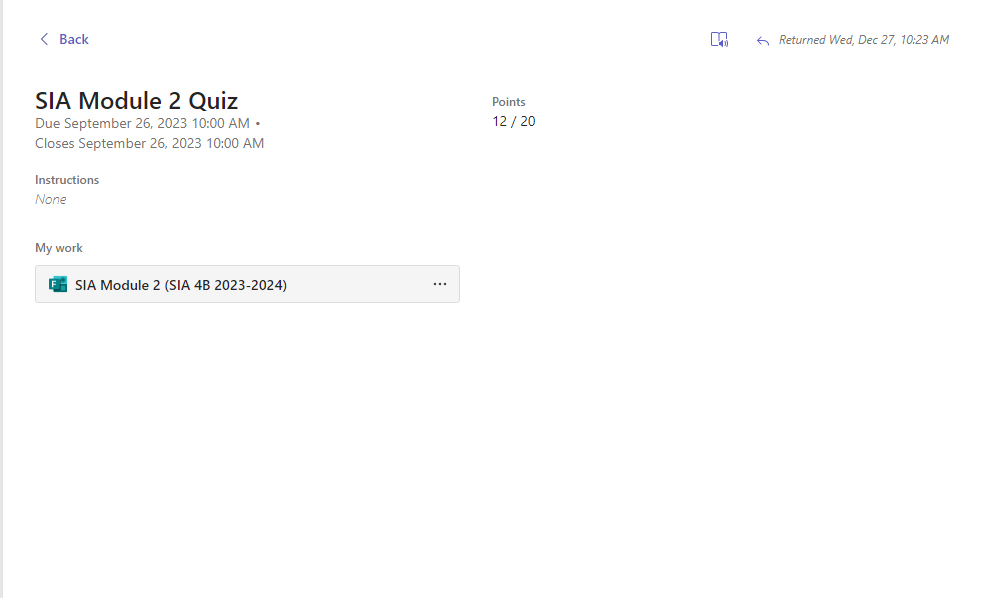 Back
Returned Wed, Dec 27, 10:23 AM
SIA Module 2 Quiz
Due September 26, 2023 10:00 AM •
Closes September 26, 2023 10:00 AM
Points
12 / 20
Instructions
None
My work
SIA Module 2 (SIA 4B 2023-2024)